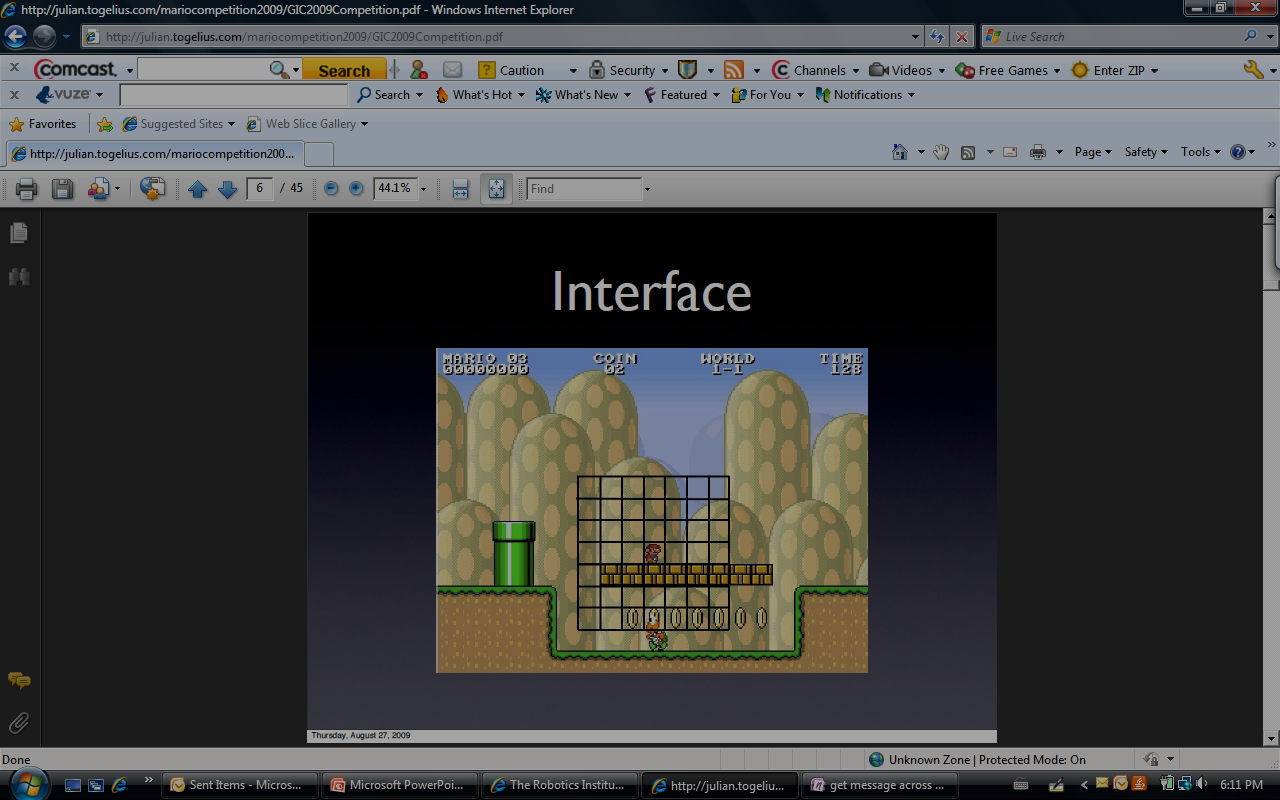 http://julian.togelius.com/mariocompetition2009/GIC2009Competition.pdf - Windows Internet Explorer
http://julian.togelius.com/mariocompetition2009/GIC2009Competition.pdf
Live Search
comcast
Search
Caution
Security
Channels
Videos
Free Games
Enter ZIP
vuze
Search
What's Hot
What's New
Featured
For You
Notifications
Favorites
Suggested Sites
Web Slice Gallery
http://julian.togelius.com/mariocompetition200...
Page
Safety
Tools
6 / 45
44.1%
Find
Interface
MARIO 03 COIN WORLD TIME
00000000 02 1-1 128
Thursday, August 27, 2009
Done
Unknown Zone | Protected Mode: On
Sent Items - Micros...
Microsoft PowerPoi...
The Robotics Institu...
http://julian.togeliu...
get message across ...
6:11 PM